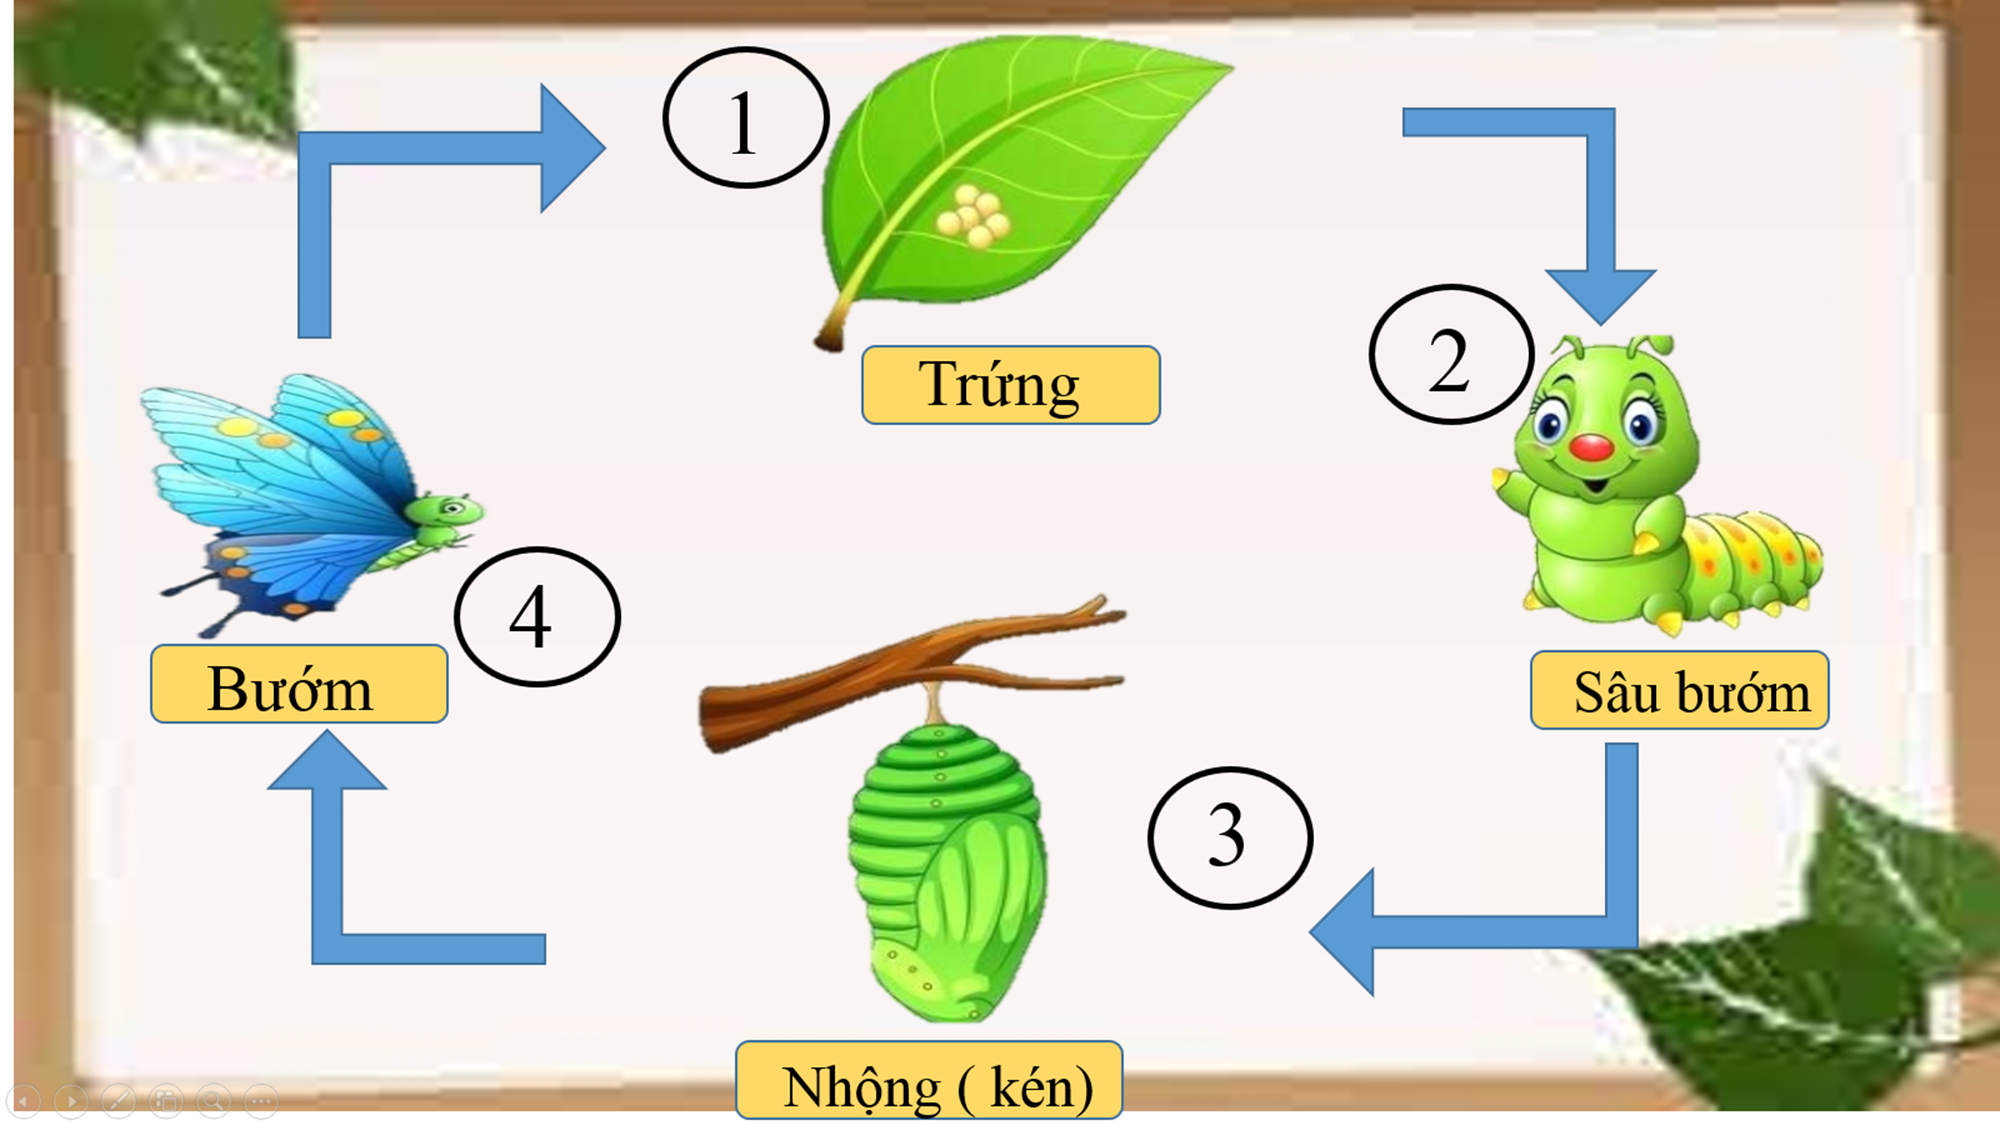 1
Trứng
2
Sâu bướm
3
Nhộng ( kén)
4
Bướm